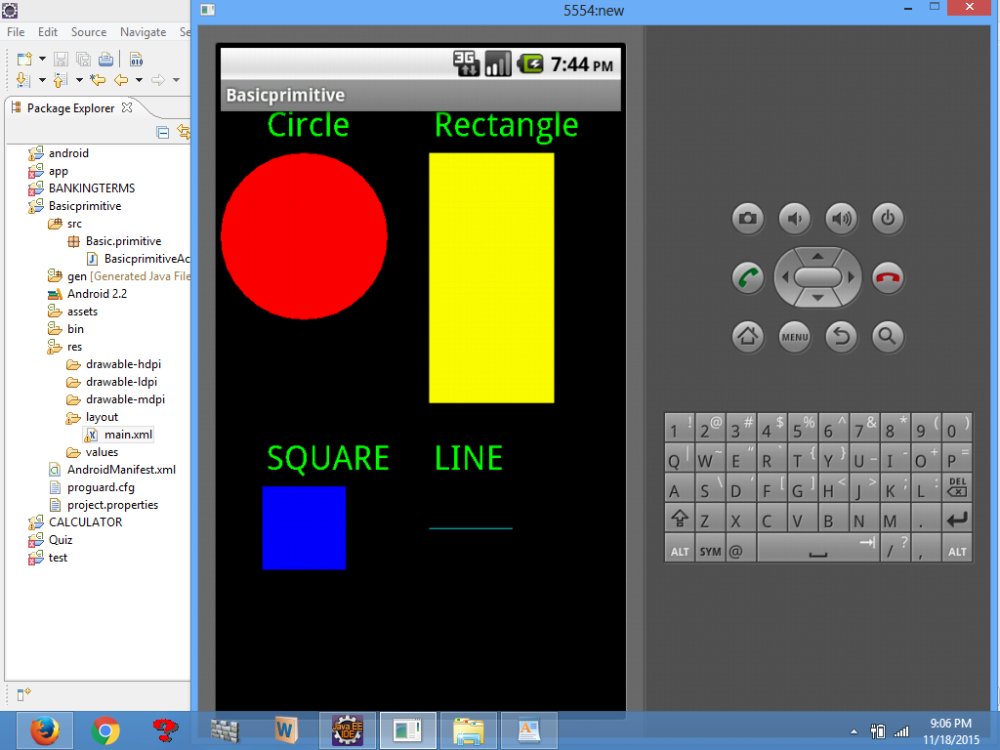 5554:new
File Edit Source Navigate Se
Package Explorer
android
app
BANKINGTERMS
Basicprimitive
src
Basic.primitive
BasicprimitiveAc
gen [Generated Java File
Android 2.2
assets
bin
res
drawable-hdpi
drawable-ldpi
drawable-mdpi
layout
main.xml
values
AndroidManifest.xml
proguard.cfg
project.properties
CALCULATOR
Quiz
test
3G 7:44 PM
Basicprimitive
Circle Rectangle
SQUARE LINE
MENU
1 ! 2 @ 3 # 4 $ 5 % 6 ^ 7 & 8 * 9 ( 0 )
Q | W ~ E " R ` T { Y } U _ I - O + P =
A S \ D ' F [ G ] H < J > K ; L : DEL
Z X C V B N M .
ALT SYM @ / ? , ALT
Java EE
IDE
9:06 PM
11/18/2015